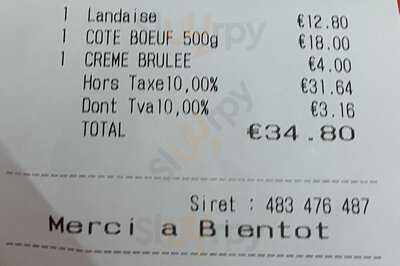 1 Landaise €12.80
1 COTE BOEUF 500g €18.00
1 CREME BRULEE €4.00
Hors Taxe10,00% €31.64
Dont Tva10,00% €3.16
TOTAL €34.80
Siret : 483 476 487
Merci a Bientot
sluurpy